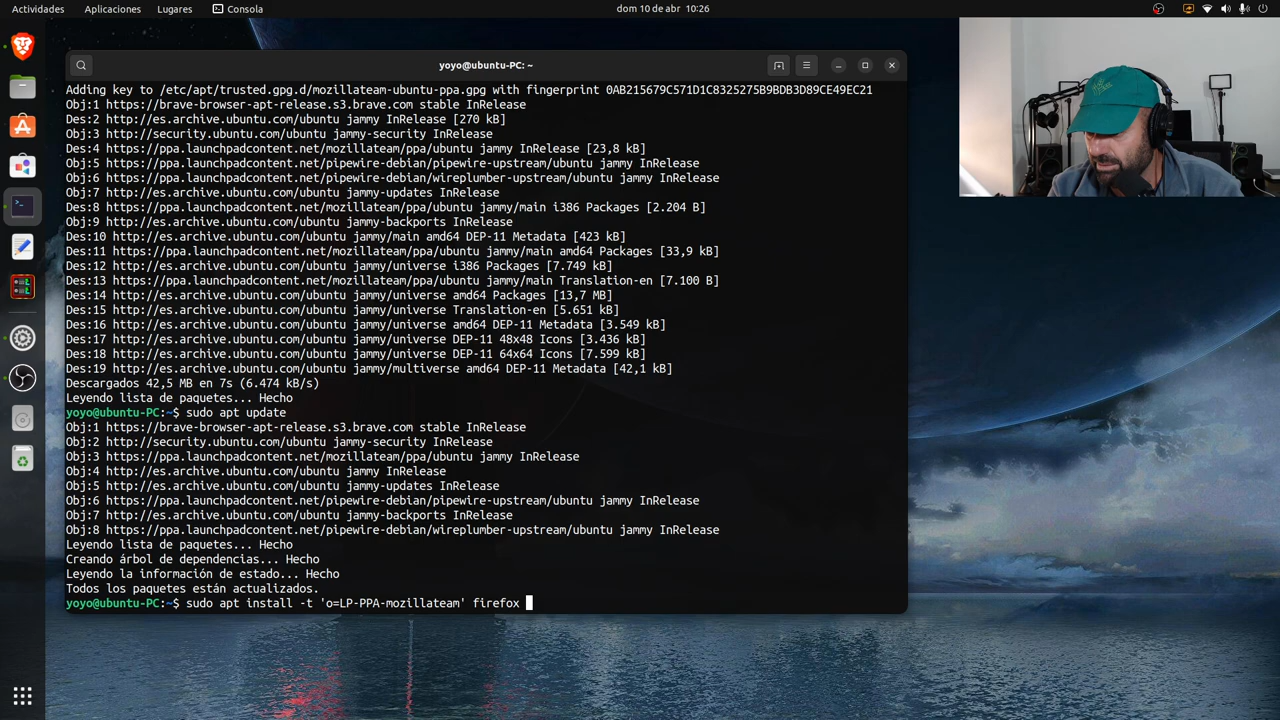 Actividades Aplicaciones Lugares Consola dom 10 de abr 10:26
yoyo@ubuntu-PC: ~
Adding key to /etc/apt/trusted.gpg.d/mozillateam-ubuntu-ppa.gpg with fingerprint 0AB215679C571D1C8325275B9BDB3D89CE49EC21
Obj:1 https://brave-browser-apt-release.s3.brave.com stable InRelease
Des:2 http://es.archive.ubuntu.com/ubuntu jammy InRelease [270 kB]
Obj:3 http://security.ubuntu.com/ubuntu jammy-security InRelease
Des:4 https://ppa.launchpadcontent.net/mozillateam/ppa/ubuntu jammy InRelease [23,8 kB]
Obj:5 https://ppa.launchpadcontent.net/pipewire-debian/pipewire-upstream/ubuntu jammy InRelease
Obj:6 https://ppa.launchpadcontent.net/pipewire-debian/wireplumber-upstream/ubuntu jammy InRelease
Obj:7 http://es.archive.ubuntu.com/ubuntu jammy-updates InRelease
Des:8 https://ppa.launchpadcontent.net/mozillateam/ppa/ubuntu jammy/main i386 Packages [2.204 B]
Obj:9 http://es.archive.ubuntu.com/ubuntu jammy-backports InRelease
Des:10 http://es.archive.ubuntu.com/ubuntu jammy/main amd64 DEP-11 Metadata [423 kB]
Des:11 https://ppa.launchpadcontent.net/mozillateam/ppa/ubuntu jammy/main amd64 Packages [33,9 kB]
Des:12 http://es.archive.ubuntu.com/ubuntu jammy/universe i386 Packages [7.749 kB]
Des:13 https://ppa.launchpadcontent.net/mozillateam/ppa/ubuntu jammy/main Translation-en [7.100 B]
Des:14 http://es.archive.ubuntu.com/ubuntu jammy/universe amd64 Packages [13,7 MB]
Des:15 http://es.archive.ubuntu.com/ubuntu jammy/universe Translation-en [5.651 kB]
Des:16 http://es.archive.ubuntu.com/ubuntu jammy/universe amd64 DEP-11 Metadata [3.549 kB]
Des:17 http://es.archive.ubuntu.com/ubuntu jammy/universe DEP-11 48x48 Icons [3.436 kB]
Des:18 http://es.archive.ubuntu.com/ubuntu jammy/universe DEP-11 64x64 Icons [7.599 kB]
Des:19 http://es.archive.ubuntu.com/ubuntu jammy/multiverse amd64 DEP-11 Metadata [42,1 kB]
Descargados 42,5 MB en 7s (6.474 kB/s)
Leyendo lista de paquetes... Hecho
yoyo@ubuntu-PC:~$ sudo apt update
Obj:1 https://brave-browser-apt-release.s3.brave.com stable InRelease
Obj:2 http://security.ubuntu.com/ubuntu jammy-security InRelease
Obj:3 https://ppa.launchpadcontent.net/mozillateam/ppa/ubuntu jammy InRelease
Obj:4 http://es.archive.ubuntu.com/ubuntu jammy InRelease
Obj:5 http://es.archive.ubuntu.com/ubuntu jammy-updates InRelease
Obj:6 https://ppa.launchpadcontent.net/pipewire-debian/pipewire-upstream/ubuntu jammy InRelease
Obj:7 http://es.archive.ubuntu.com/ubuntu jammy-backports InRelease
Obj:8 https://ppa.launchpadcontent.net/pipewire-debian/wireplumber-upstream/ubuntu jammy InRelease
Leyendo lista de paquetes... Hecho
Creando árbol de dependencias... Hecho
Leyendo la información de estado... Hecho
Todos los paquetes están actualizados.
yoyo@ubuntu-PC:~$ sudo apt install -t 'o=LP-PPA-mozillateam' firefox